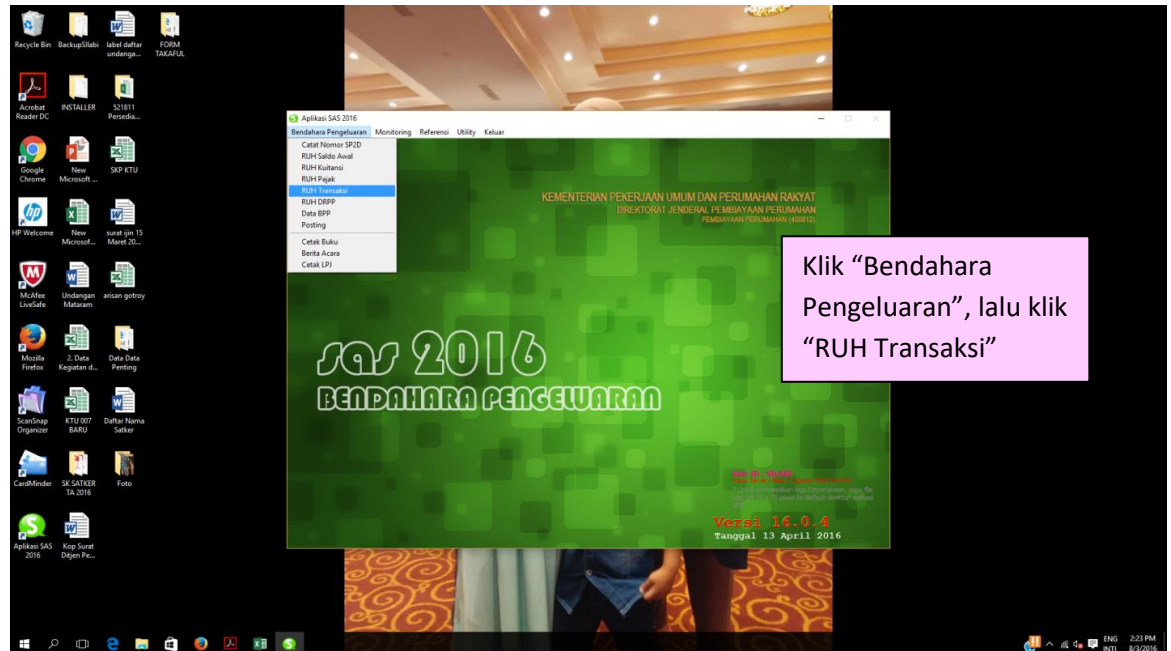 Recycle Bin
BackupSllabi
label daftar
undanga...
FORM
TAKAFUL
Acrobat
Reader DC
INSTALLER
521811
Persedia...
Google
Chrome
New
Microsoft ...
SKP KTU
HP Welcome
New
Microsof...
surat ijin 15
Maret 20...
McAfee
LiveSafe
Undangan
Mataram
arisan gotroy
Mozilla
Firefox
2. Data
Kegiatan d...
Data Data
Penting
ScanSnap
Organizer
KTU 007
BARU
Daftar Nama
Satker
CardMinder
SK SATKER
TA 2016
Foto
Aplikasi SAS
2016
Kop Surat
Ditjen Pe...
Aplikasi SAS 2016
Bendahara Pengeluaran Monitoring Referensi Utility Keluar
Catat Nomor SP2D
RUH Saldo Awal
RUH Kuitansi
RUH Pajak
RUH Transaksi
RUH DRPP
Data BPP
Posting
Cetak Buku
Berita Acara
Cetak LPJ
KEMENTERIAN PEKERJAAN UMUM DAN PERUMAHAN RAKYAT
DIREKTORAT JENDERAL PEMBIAYAAN PERUMAHAN
PEMBIAYAAN PERUMAHAN (400812)
sas 2016
BENDAHARA PENGELUARAN
Versi 16.0.4
Tanggal 13 April 2016
Klik “Bendahara
Pengeluaran”, lalu klik
“RUH Transaksi”
ENG 2:23 PM
INTI 8/3/2016